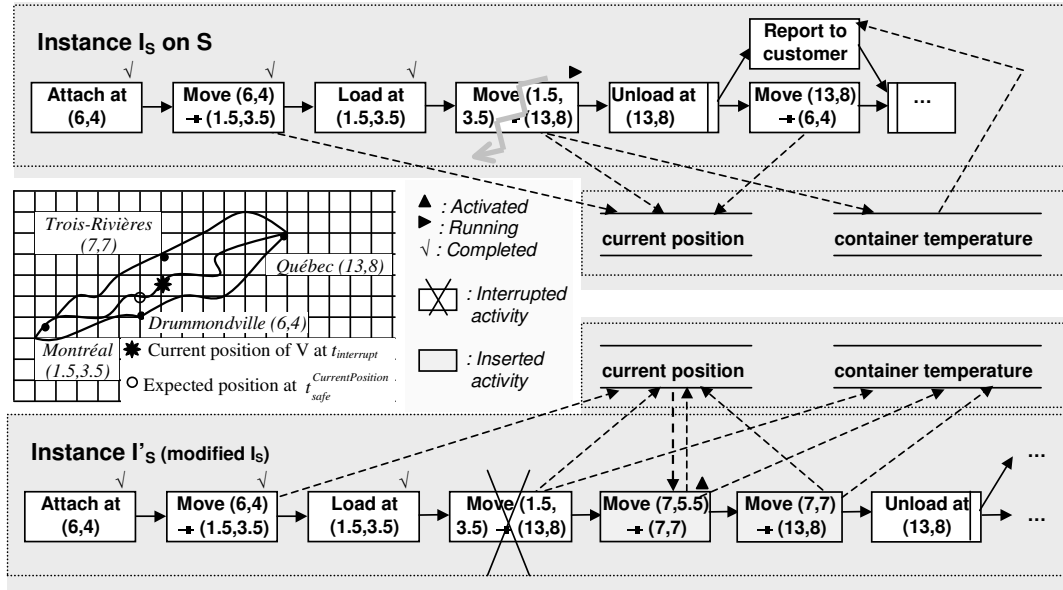 Instance I_S on S
√
√
√
Attach at
(6,4)
Move (6,4)
(1.5,3.5)
Load at
(1.5,3.5)
Move (1.5,
3.5) (13,8)
Unload at
(13,8)
Report to
customer
Move (13,8)
(6,4)
...
current position
container temperature
Trois-Rivières
(7,7)
Québec (13,8)
Drummondville (6,4)
Montréal
(1.5,3.5)
Current position of V at t_interrupt
Expected position at t_safe^CurrentPosition
: Activated
: Running
√ : Completed
: Interrupted
activity
: Inserted
activity
current position
container temperature
Instance I'_S (modified I_S)
√
√
√
Attach at
(6,4)
Move (6,4)
(1.5,3.5)
Load at
(1.5,3.5)
Move (1.5,
3.5) (13,8)
Move (7,5.5)
(7,7)
Move (7,7)
(13,8)
Unload at
(13,8)
...
...